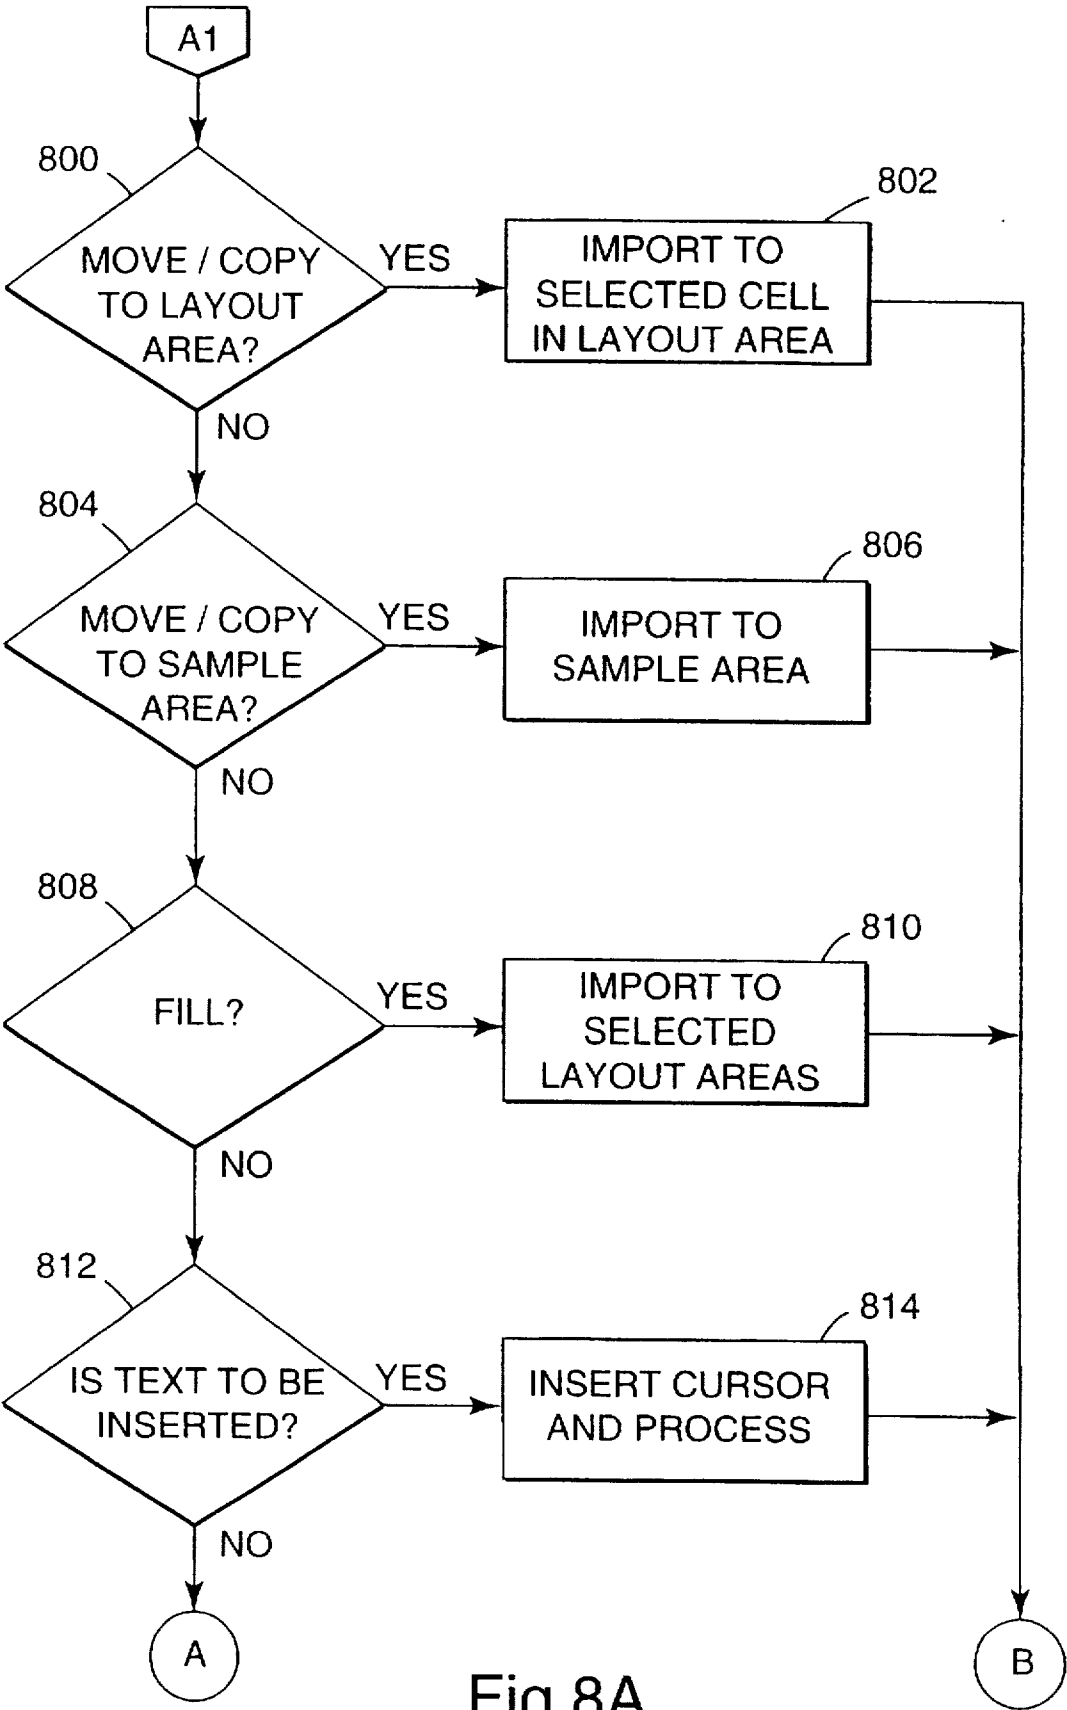 A1
800
802
MOVE / COPY
TO LAYOUT
AREA?
YES
IMPORT TO
SELECTED CELL
IN LAYOUT AREA
NO
804
806
MOVE / COPY
TO SAMPLE
AREA?
YES
IMPORT TO
SAMPLE AREA
NO
808
810
FILL?
YES
IMPORT TO
SELECTED
LAYOUT AREAS
NO
812
814
IS TEXT TO BE
INSERTED?
YES
INSERT CURSOR
AND PROCESS
NO
A
B
Fig 8A